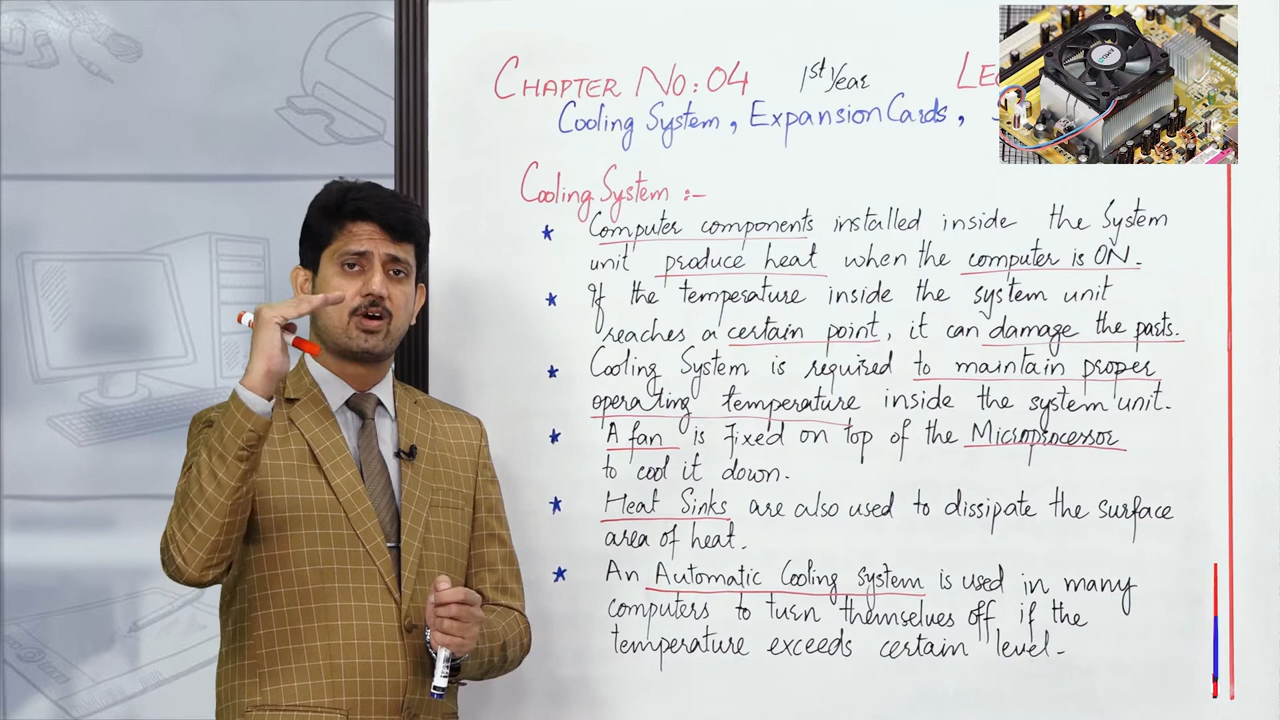 CHAPTER No: 04 1st Year
Cooling System, Expansion Cards,
Cooling System :-
Computer components installed inside the System
unit produce heat when the computer is ON.
If the temperature inside the system unit
reaches a certain point, it can damage the parts.
Cooling System is required to maintain proper
operating temperature inside the system unit.
A fan is fixed on top of the Microprocessor
to cool it down.
Heat Sinks are also used to dissipate the surface
area of heat.
An Automatic Cooling system is used in many
computers to turn themselves off if the
temperature exceeds certain level.